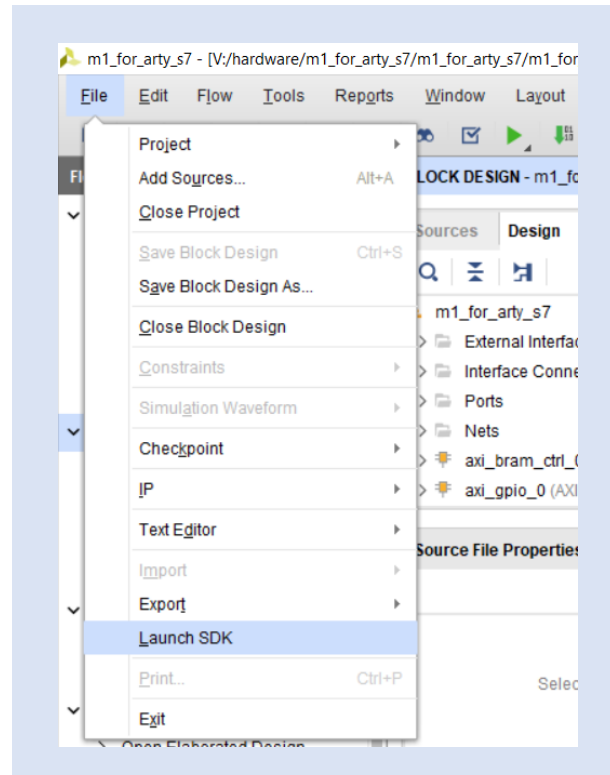 m1_for_arty_s7 - [V:/hardware/m1_for_arty_s7/m1_for_arty_s7/m1_for
File Edit Flow Tools Reports Window Layout
Project
Add Sources... Alt+A
Close Project
Save Block Design Ctrl+S
Save Block Design As...
Close Block Design
Constraints
Simulation Waveform
Checkpoint
IP
Text Editor
Import
Export
Launch SDK
Print... Ctrl+P
Exit
LOCK DESIGN - m1_fo
Sources Design
m1_for_arty_s7
External Interfac
Interface Conne
Ports
Nets
axi_bram_ctrl_0
axi_gpio_0 (AXI
Source File Properties
Selec
Open Elaborated Design